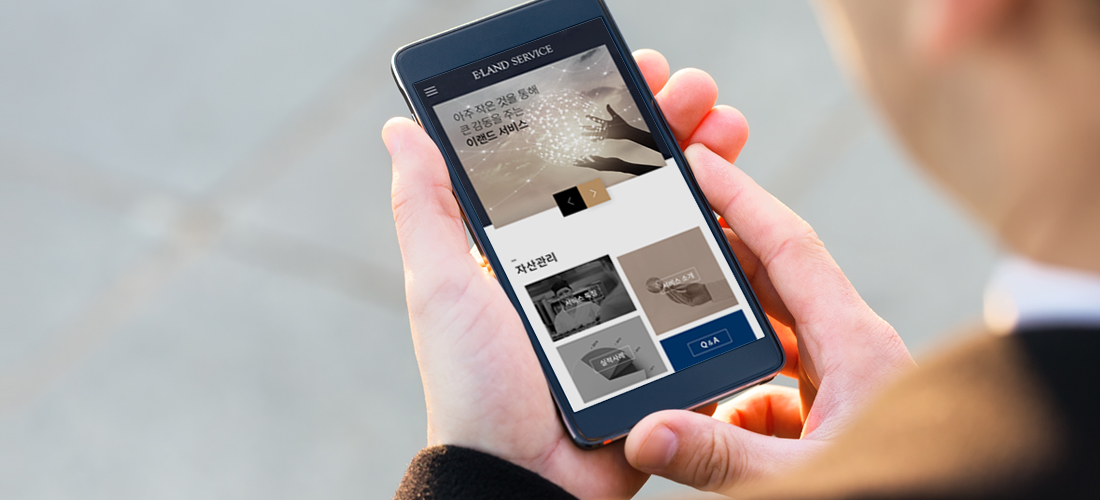 E·LAND SERVICE
아주 작은 것을 통해
큰 감동을 주는
이랜드 서비스
자산관리
서비스 특징
서비스 소개
실적사례
Q&A